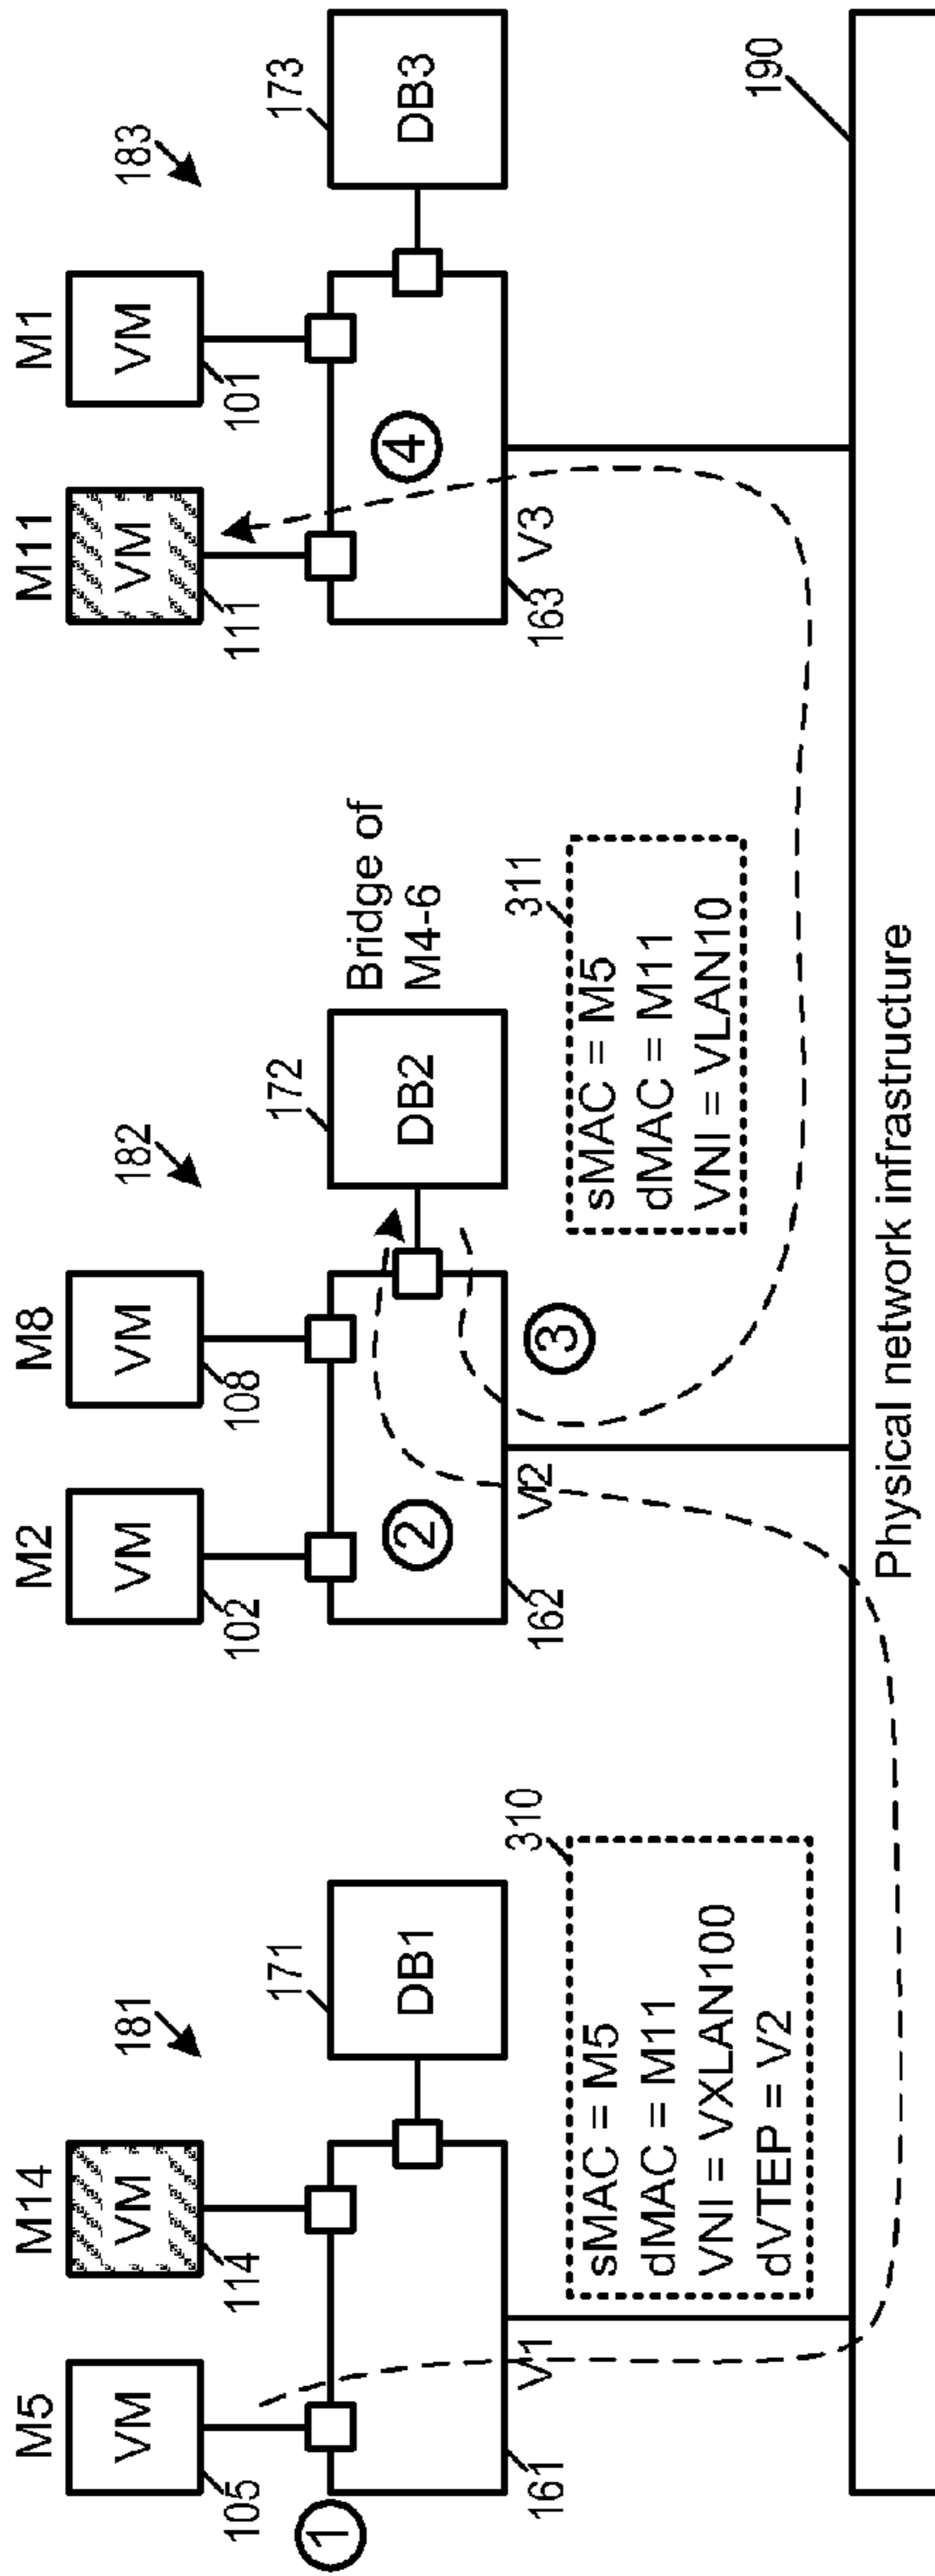 M5
M14
M2
M8
M11
M1
VM
VM
VM
VM
VM
VM
181
182
183
105
114
102
108
111
101
171
172
173
1
DB1
2
DB2
Bridge of
M4-6
4
DB3
161
V1
162
V2
3
163
V3
310
311
sMAC = M5
dMAC = M11
VNI = VXLAN100
dVTEP = V2
sMAC = M5
dMAC = M11
VNI = VLAN10
190
Physical network infrastructure